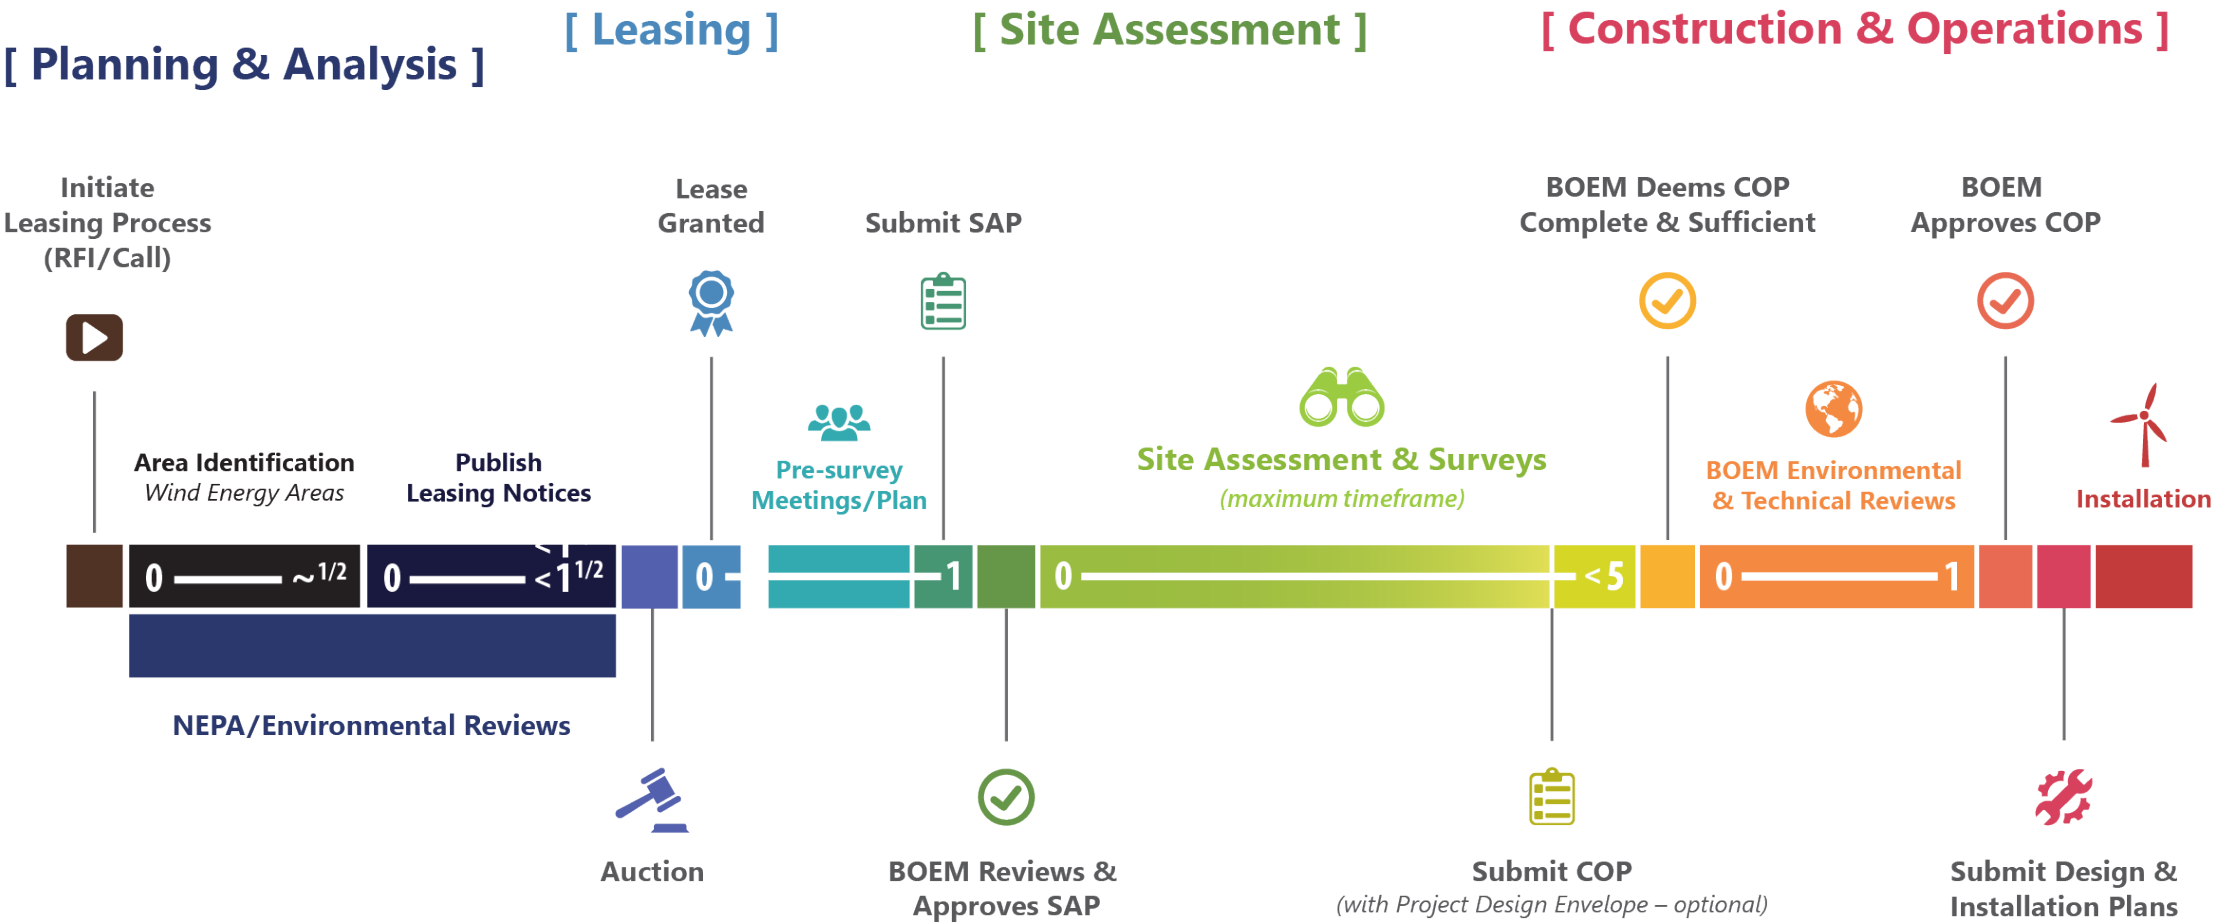 [ Planning & Analysis ]
[ Leasing ]
[ Site Assessment ]
[ Construction & Operations ]
Initiate
Leasing Process
(RFI/Call)
Lease
Granted
Submit SAP
BOEM Deems COP
Complete & Sufficient
BOEM
Approves COP
Area Identification
Wind Energy Areas
Publish
Leasing Notices
Pre-survey
Meetings/Plan
Site Assessment & Surveys
(maximum timeframe)
BOEM Environmental
& Technical Reviews
Installation
0 ~1/2
0 <1 1/2
0 1
0 <5
0 1
NEPA/Environmental Reviews
Auction
BOEM Reviews &
Approves SAP
Submit COP
(with Project Design Envelope – optional)
Submit Design &
Installation Plans